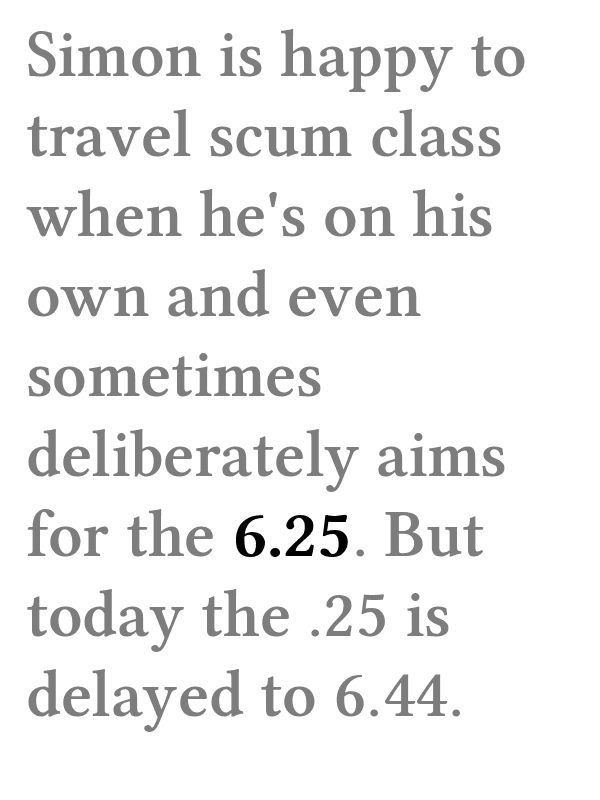 Simon is happy to
travel scum class
when he's on his
own and even
sometimes
deliberately aims
for the 6.25. But
today the .25 is
delayed to 6.44.